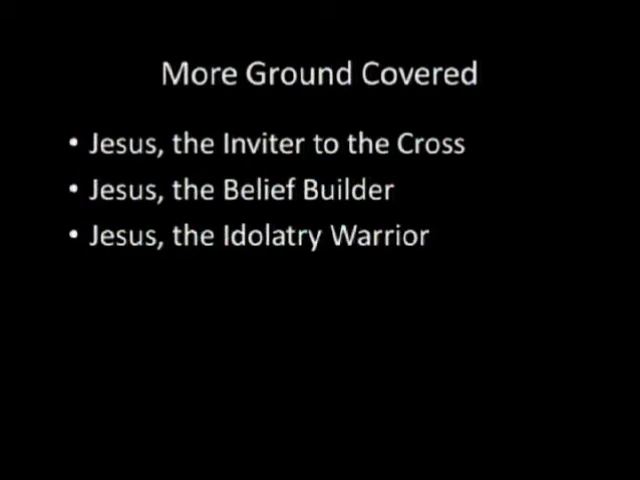 More Ground Covered
• Jesus, the Inviter to the Cross
• Jesus, the Belief Builder
• Jesus, the Idolatry Warrior